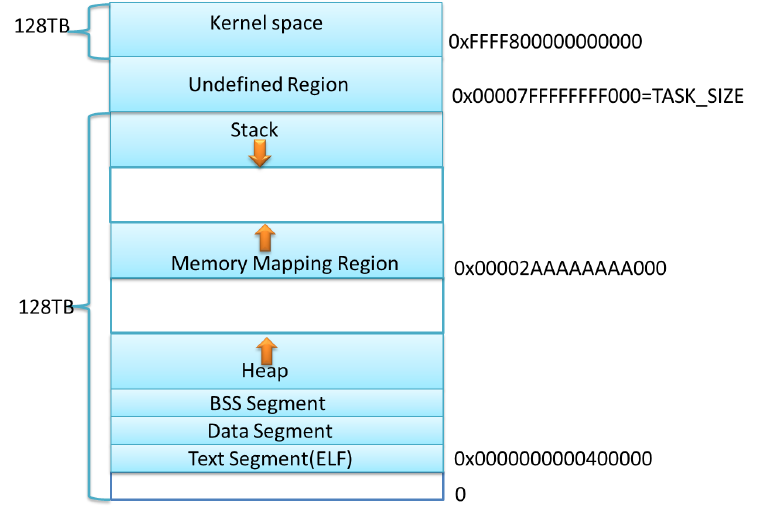 128TB
Kernel space
0xFFFF800000000000
Undefined Region
0x00007FFFFFFFF000=TASK_SIZE
Stack
Memory Mapping Region
0x00002AAAAAAAA000
128TB
Heap
BSS Segment
Data Segment
Text Segment(ELF)
0x0000000000400000
0